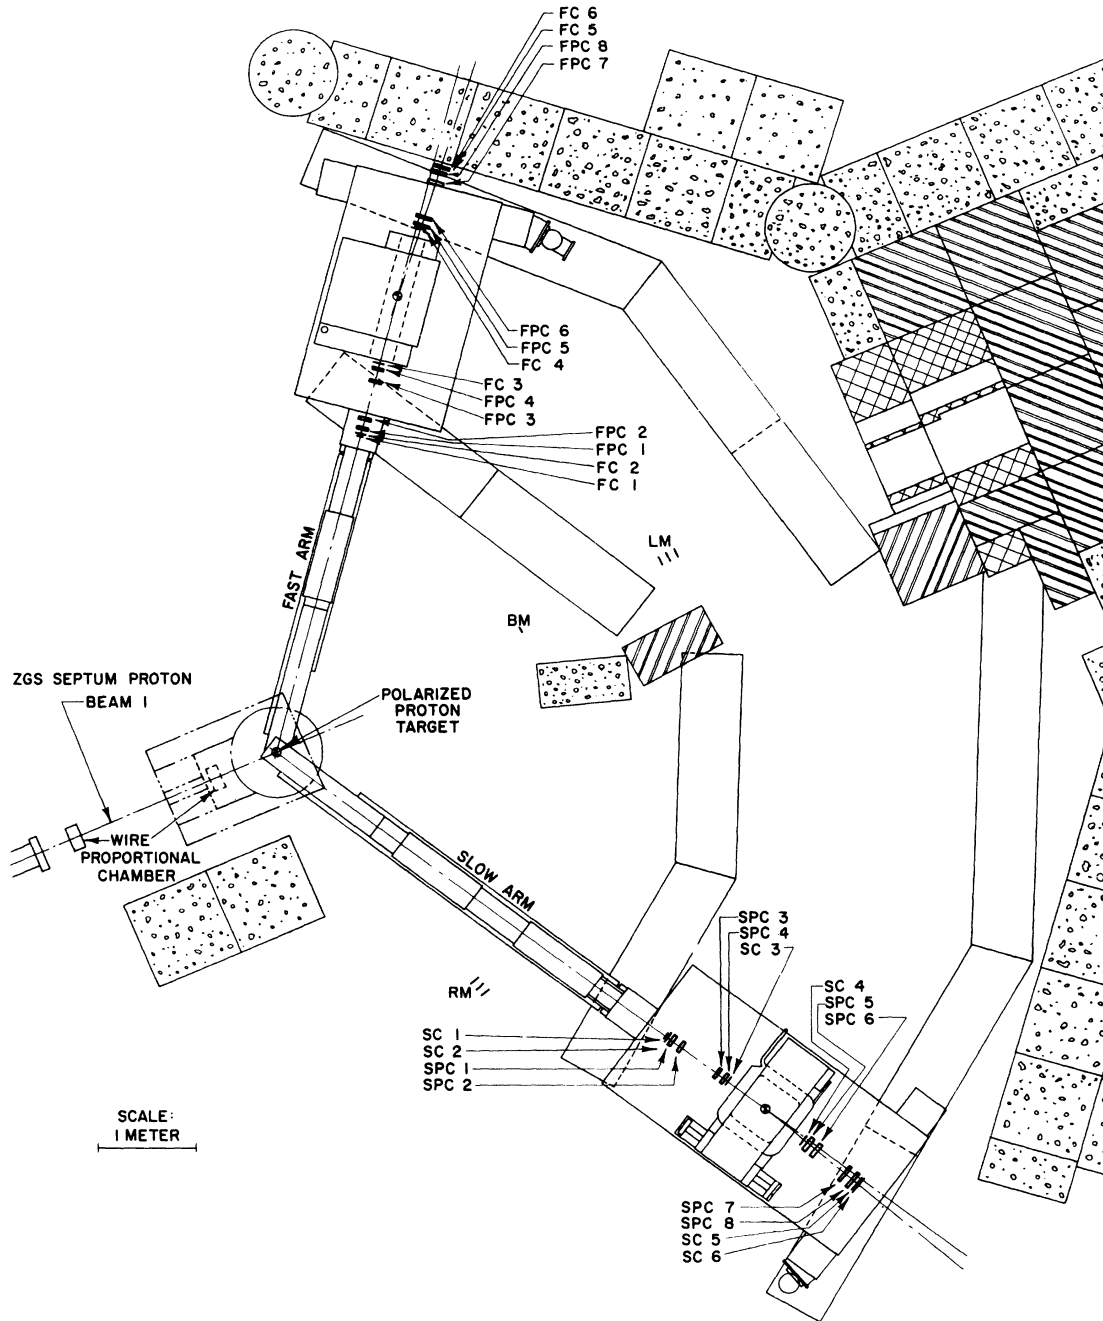 FC 6
FC 5
FPC 8
FPC 7
FPC 6
FPC 5
FC 4
FC 3
FPC 4
FPC 3
FPC 2
FPC 1
FC 2
FC 1
LM
FAST ARM
BM
ZGS SEPTUM PROTON
BEAM 1
POLARIZED
PROTON
TARGET
WIRE
PROPORTIONAL
CHAMBER
SLOW ARM
SPC 3
SPC 4
SC 3
RM
SC 4
SPC 5
SPC 6
SC 1
SC 2
SPC 1
SPC 2
SCALE:
1 METER
SPC 7
SPC 8
SC 5
SC 6